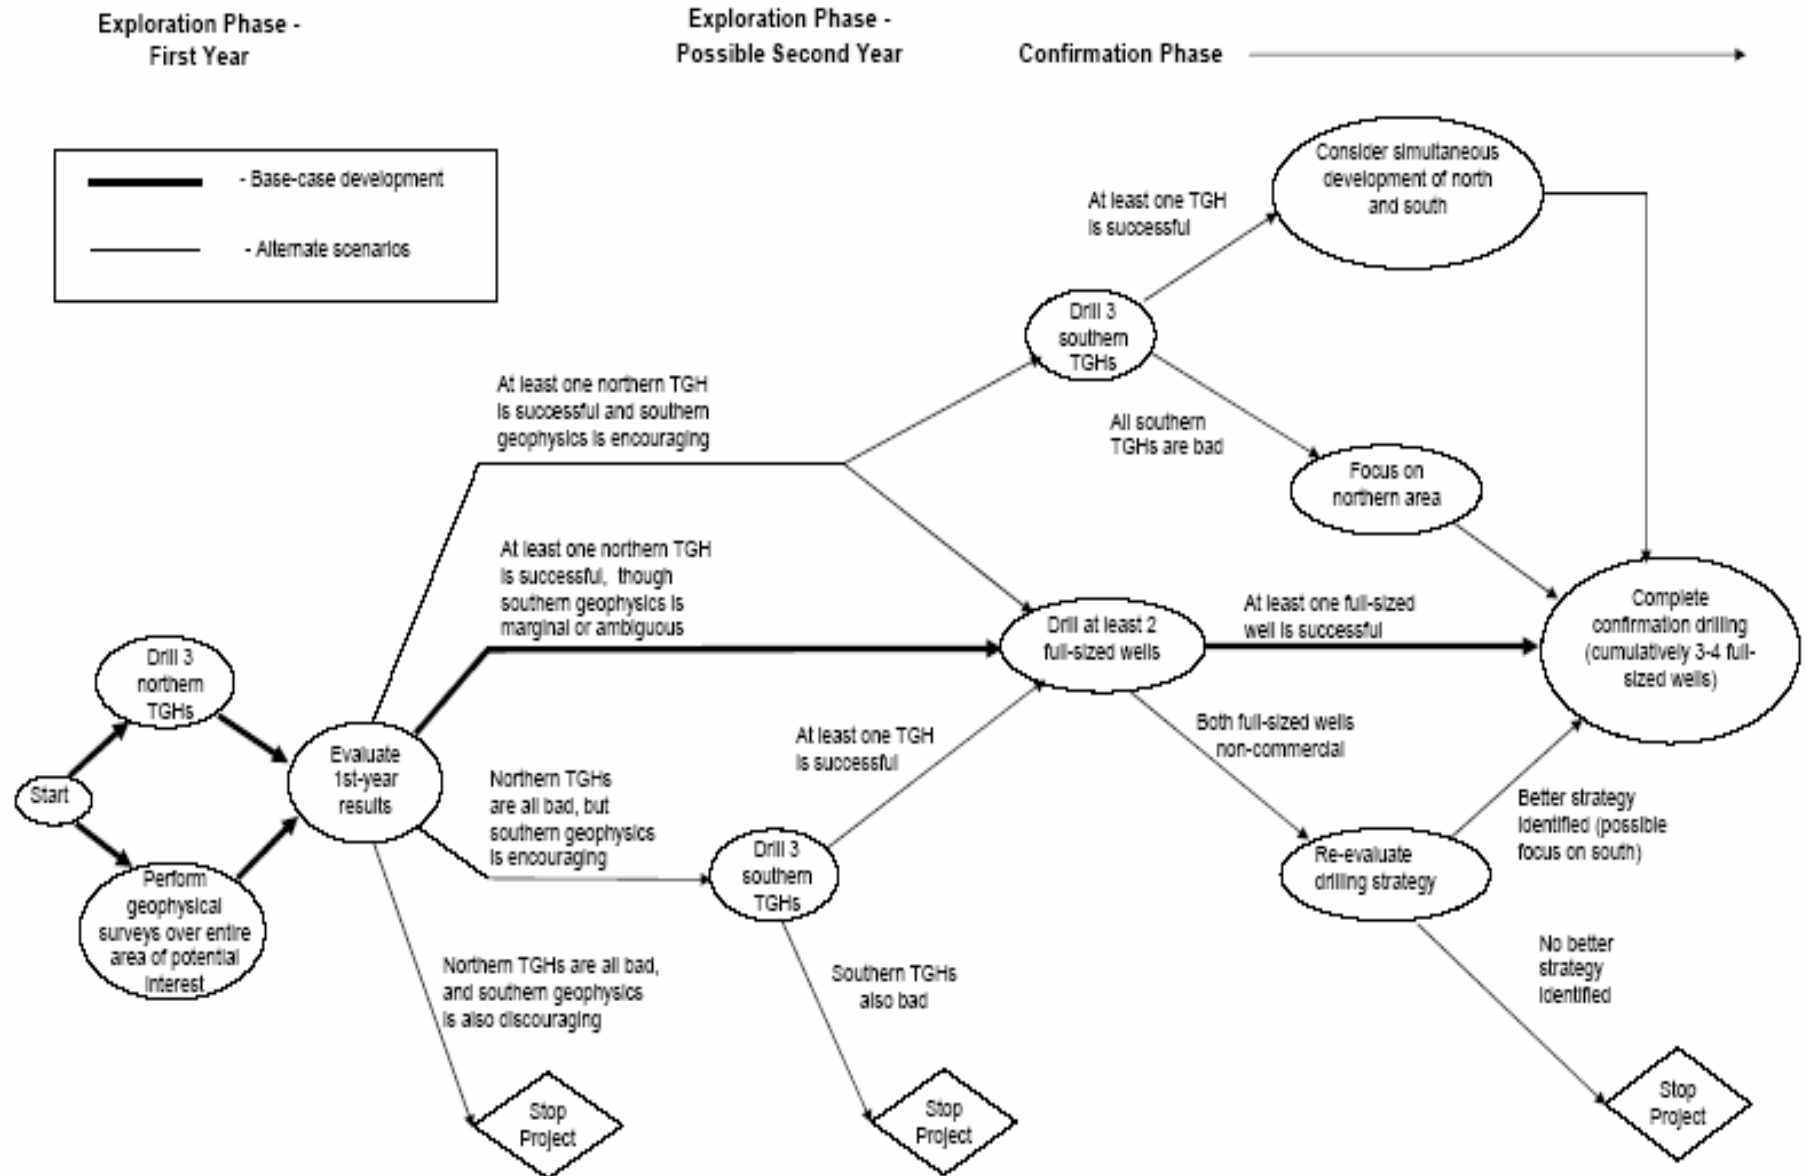 Exploration Phase -
First Year
Exploration Phase -
Possible Second Year
Confirmation Phase
- Base-case development
- Alternate scenarios
Consider simultaneous
development of north
and south
At least one TGH
is successful
Drill 3
southern
TGHs
At least one northern TGH
is successful and southern
geophysics is encouraging
All southern
TGHs are bad
Focus on
northern area
At least one northern TGH
is successful, though
southern geophysics is
marginal or ambiguous
Drill at least 2
full-sized wells
At least one full-sized
well is successful
Complete
confirmation drilling
(cumulatively 3-4 full-
sized wells)
Drill 3
northern
TGHs
Start
Evaluate
1st-year
results
At least one TGH
is successful
Both full-sized wells
non-commercial
Northern TGHs
are all bad, but
southern geophysics
is encouraging
Better strategy
identified (possible
focus on south)
Drill 3
southern
TGHs
Re-evaluate
drilling strategy
Perform
geophysical
surveys over entire
area of potential
interest
Northern TGHs are all bad,
and southern geophysics
is also discouraging
Southern TGHs
also bad
No better
strategy
identified
Stop
Project
Stop
Project
Stop
Project